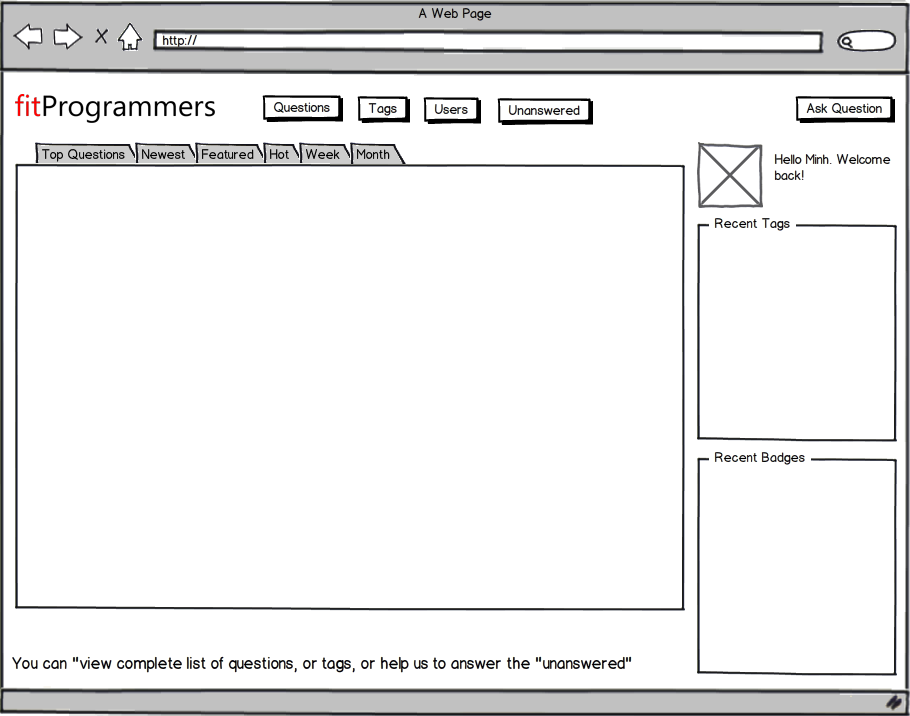 A Web Page
http://
fitProgrammers
Questions
Tags
Users
Unanswered
Ask Question
Top Questions
Newest
Featured
Hot
Week
Month
Hello Minh. Welcome
back!
Recent Tags
Recent Badges
You can "view complete list of questions, or tags, or help us to answer the "unanswered"